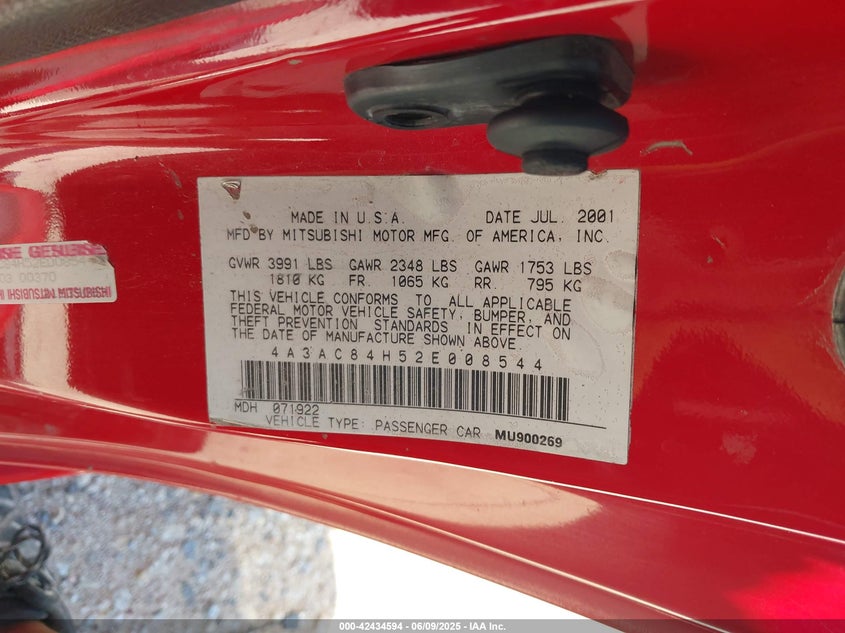 MADE IN U.S.A. DATE JUL. 2001
MFD BY MITSUBISHI MOTOR MFG. OF AMERICA, INC.
GVWR 3991 LBS GAWR 2348 LBS GAWR 1753 LBS
1810 KG FR. 1065 KG RR. 795 KG
THIS VEHICLE CONFORMS TO ALL APPLICABLE
FEDERAL MOTOR VEHICLE SAFETY, BUMPER, AND
THEFT PREVENTION STANDARDS IN EFFECT ON
THE DATE OF MANUFACTURE SHOWN ABOVE.
4A3AC84H52E008544
MDH 071922
VEHICLE TYPE: PASSENGER CAR MU900269
00370
000-42434594 / 06/09/2025 - IAA Inc.